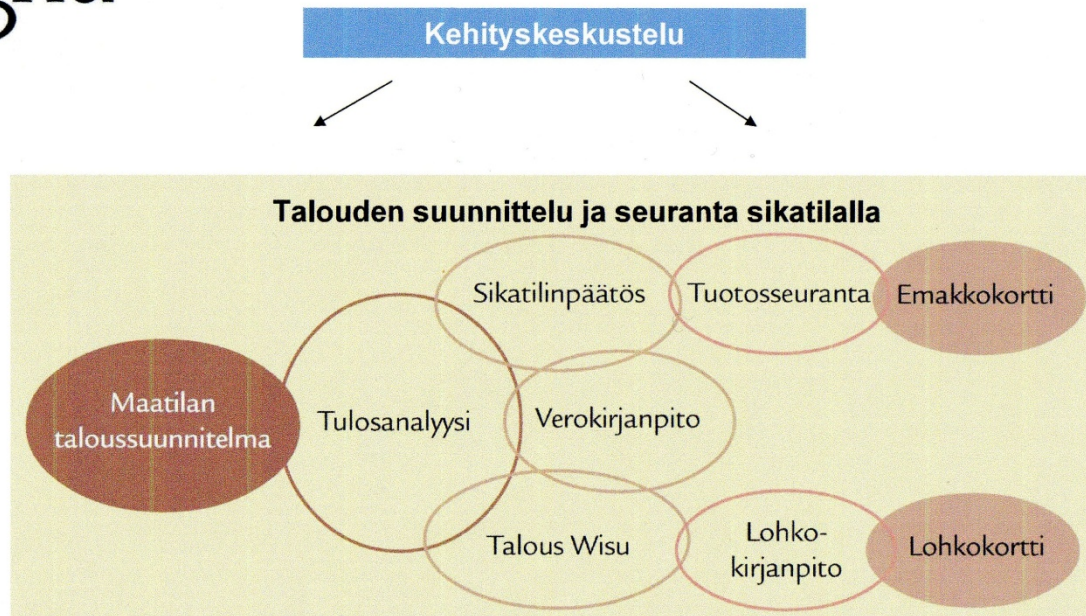 Kehityskeskustelu
Talouden suunnittelu ja seuranta sikatilalla
Sikatilinpäätös
Tuotosseuranta
Emakkokortti
Maatilan
taloussuunnitelma
Tulosanalyysi
Verokirjanpito
Talous Wisu
Lohko-
kirjanpito
Lohkokortti